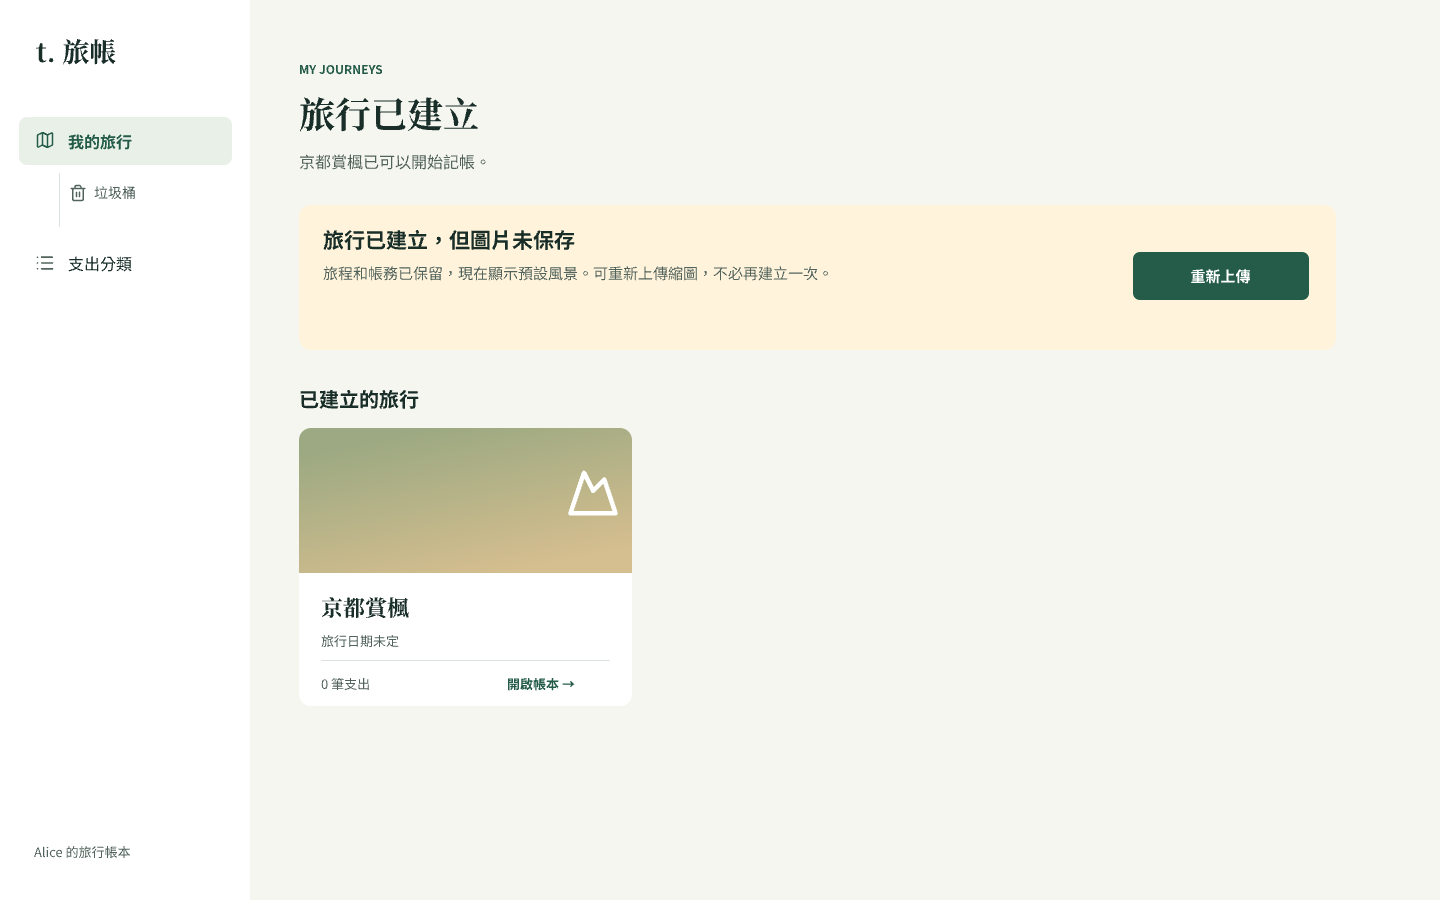 t. 旅帳
我的旅行
垃圾桶
支出分類
Alice 的旅行帳本
MY JOURNEYS
旅行已建立
京都賞楓已可以開始記帳。
旅行已建立，但圖片未保存
旅程和帳務已保留，現在顯示預設風景。可重新上傳縮圖，不必再建立一次。
重新上傳
已建立的旅行
京都賞楓
旅行日期未定
0 筆支出
開啟帳本 →